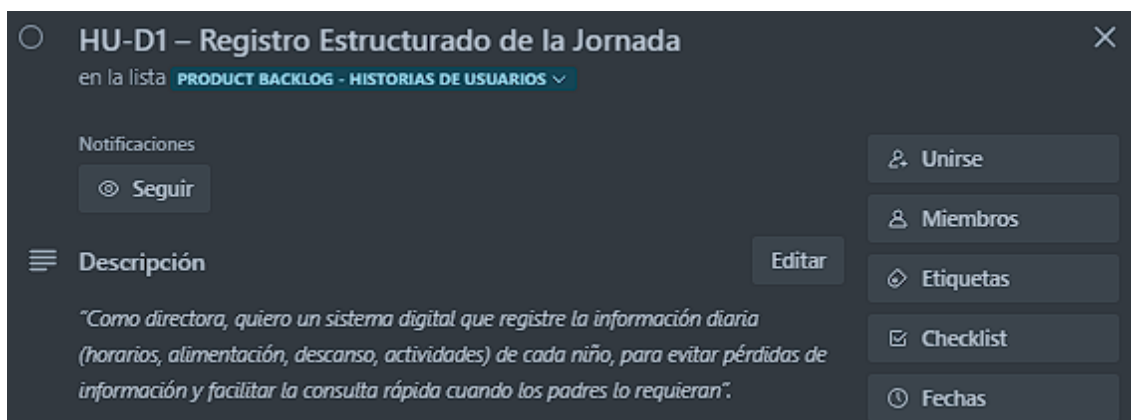 HU-D1 – Registro Estructurado de la Jornada
en la lista PRODUCT BACKLOG - HISTORIAS DE USUARIOS
Notificaciones
Seguir
Unirse
Miembros
Descripción
Editar
Etiquetas
"Como directora, quiero un sistema digital que registre la información diaria
(horarios, alimentación, descanso, actividades) de cada niño, para evitar pérdidas de
información y facilitar la consulta rápida cuando los padres lo requieran".
Checklist
Fechas